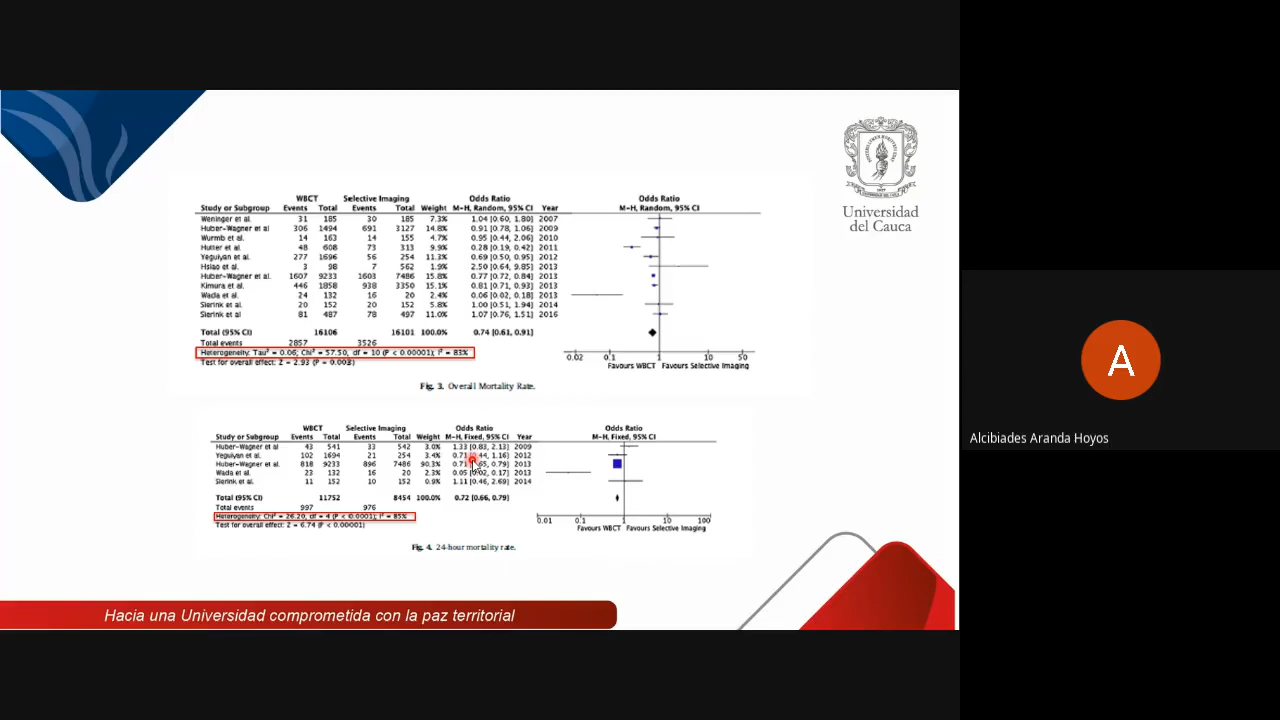 Universidad
del Cauca
WBCT Selective Imaging Odds Ratio Odds Ratio
Study or Subgroup Events Total Events Total Weight M-H, Random, 95% CI Year M-H, Random, 95% CI
Weninger et al. 31 185 30 185 7.3% 1.04 [0.60, 1.80] 2007
Huber-Wagner et al 306 1494 691 3127 14.8% 0.91 [0.78, 1.06] 2009
Wurmb et al. 14 163 14 155 4.7% 0.95 [0.44, 2.06] 2010
Hutter et al. 48 608 73 313 9.9% 0.28 [0.19, 0.42] 2011
Yeguiyan et al. 277 1696 56 254 11.3% 0.69 [0.50, 0.95] 2012
Hsiao et al. 3 98 7 562 1.9% 2.50 [0.64, 9.85] 2013
Huber-Wagner et al. 1607 9233 1603 7486 15.8% 0.77 [0.72, 0.84] 2013
Kimura et al. 446 1858 938 3350 15.1% 0.81 [0.71, 0.93] 2013
Wada et al. 24 132 16 20 2.4% 0.06 [0.02, 0.18] 2013
Sierink et al. 20 152 20 152 5.8% 1.00 [0.51, 1.94] 2014
Sierink et al. 81 487 78 497 11.0% 1.07 [0.76, 1.51] 2016
Total (95% CI) 16106 16101 100.0% 0.74 [0.61, 0.91]
Total events 2857 3526
Heterogeneity: Tau² = 0.06; Chi² = 57.50, df = 10 (P < 0.00001); I² = 83%
Test for overall effect: Z = 2.93 (P = 0.003)
0.02 0.1 1 10 50
Favours WBCT Favours Selective Imaging
Fig. 3. Overall Mortality Rate.
WBCT Selective Imaging Odds Ratio Odds Ratio
Study or Subgroup Events Total Events Total Weight M-H, Fixed, 95% CI Year M-H, Fixed, 95% CI
Huber-Wagner et al 43 541 33 542 3.0% 1.33 [0.83, 2.13] 2009
Yeguiyan et al. 102 1694 21 254 3.4% 1.16] 2012
Huber-Wagner et al. 818 9233 896 7486 90.3% 0.79] 2013
Wada et al. 23 132 16 20 2.3% 0.05 0.17] 2013
Sierink et al. 11 152 10 152 0.9% 1.11 [0.46, 2.69] 2014
Total (95% CI) 11752 8454 100.0% 0.72 [0.66, 0.79]
Total events 997 976
Heterogeneity: Chi² = 26.20, df = 4 (P < 0.0001); I² = 85%
Test for overall effect: Z = 6.74 (P < 0.00001)
0.01 0.1 1 10 100
Favours WBCT Favours Selective Imaging
Fig. 4. 24-hour mortality rate.
Hacia una Universidad comprometida con la paz territorial
A
Alcibiades Aranda Hoyos